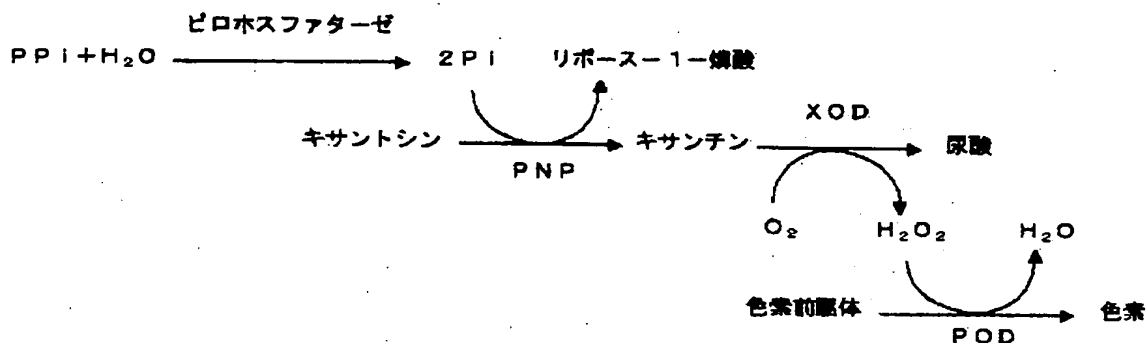 ピロホスファターゼ
PPi+H₂O 2Pi リボースー1ー燐酸
XOD
キサントシン キサンチン 尿酸
PNP
O₂ H₂O₂ H₂O
色素前駆体 色素
POD